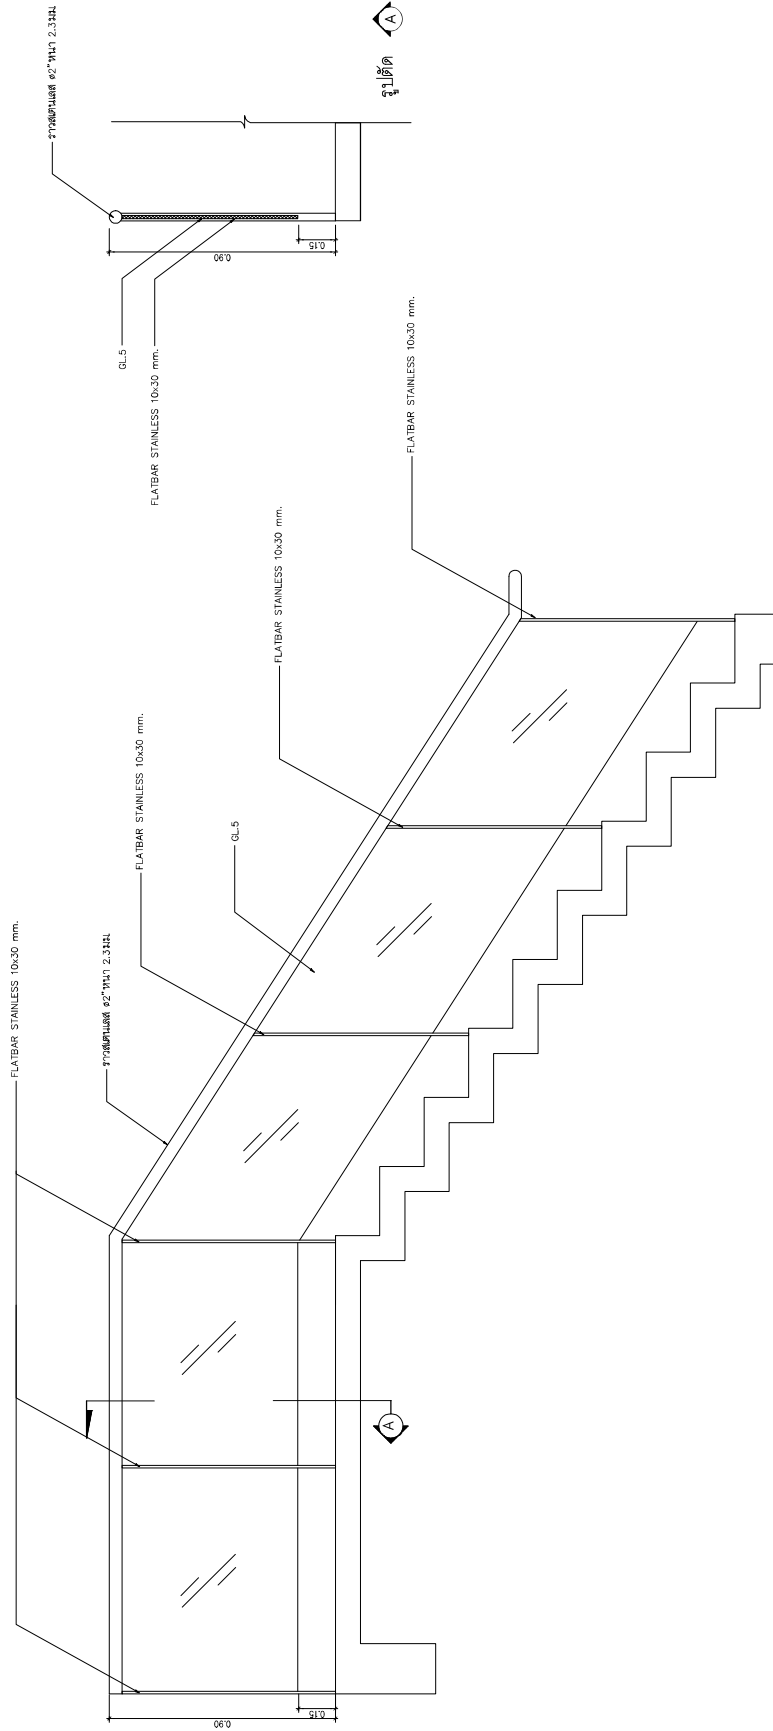 ราวสแตนเลส ø2"หนา 2.3มม
GL.5
FLATBAR STAINLESS 10x30 mm.
0.15
0.90
รูปตัด
A
FLATBAR STAINLESS 10x30 mm.
FLATBAR STAINLESS 10x30 mm.
GL.5
FLATBAR STAINLESS 10x30 mm.
ราวสแตนเลส ø2"หนา 2.3มม
FLATBAR STAINLESS 10x30 mm.
A
0.15
0.90